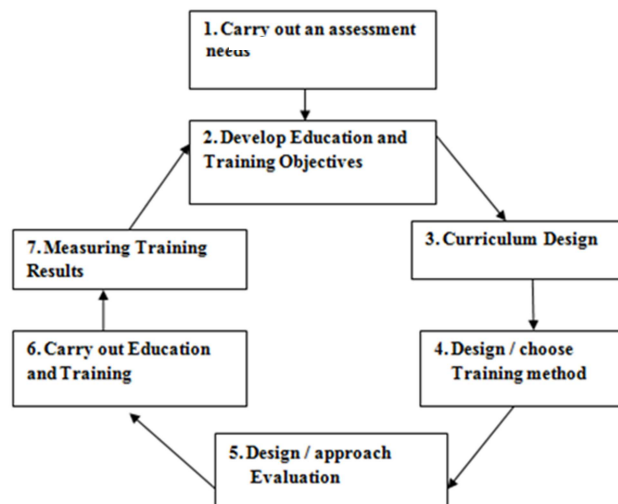 1. Carry out an assessment
needs
2. Develop Education and
Training Objectives
3. Curriculum Design
4. Design / choose
Training method
5. Design / approach
Evaluation
6. Carry out Education
and Training
7. Measuring Training
Results